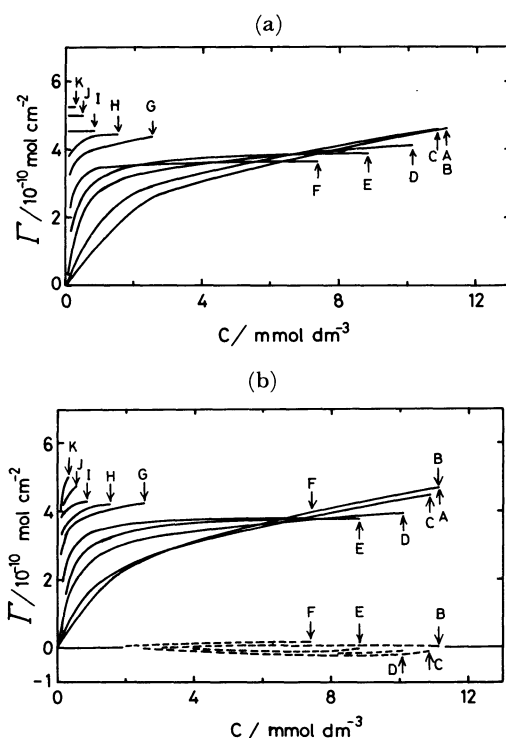 (a)
6
4
2
0
Γ/10⁻¹⁰ mol cm⁻²
K
J
I
H
G
F
E
D
C
A
B
0
4
8
12
C / mmol dm⁻³
(b)
6
4
2
0
−1
Γ/10⁻¹⁰ mol cm⁻²
K
J
I
H
G
F
B
E
D
C
A
F
E
B
D
C
0
4
8
12
C / mmol dm⁻³